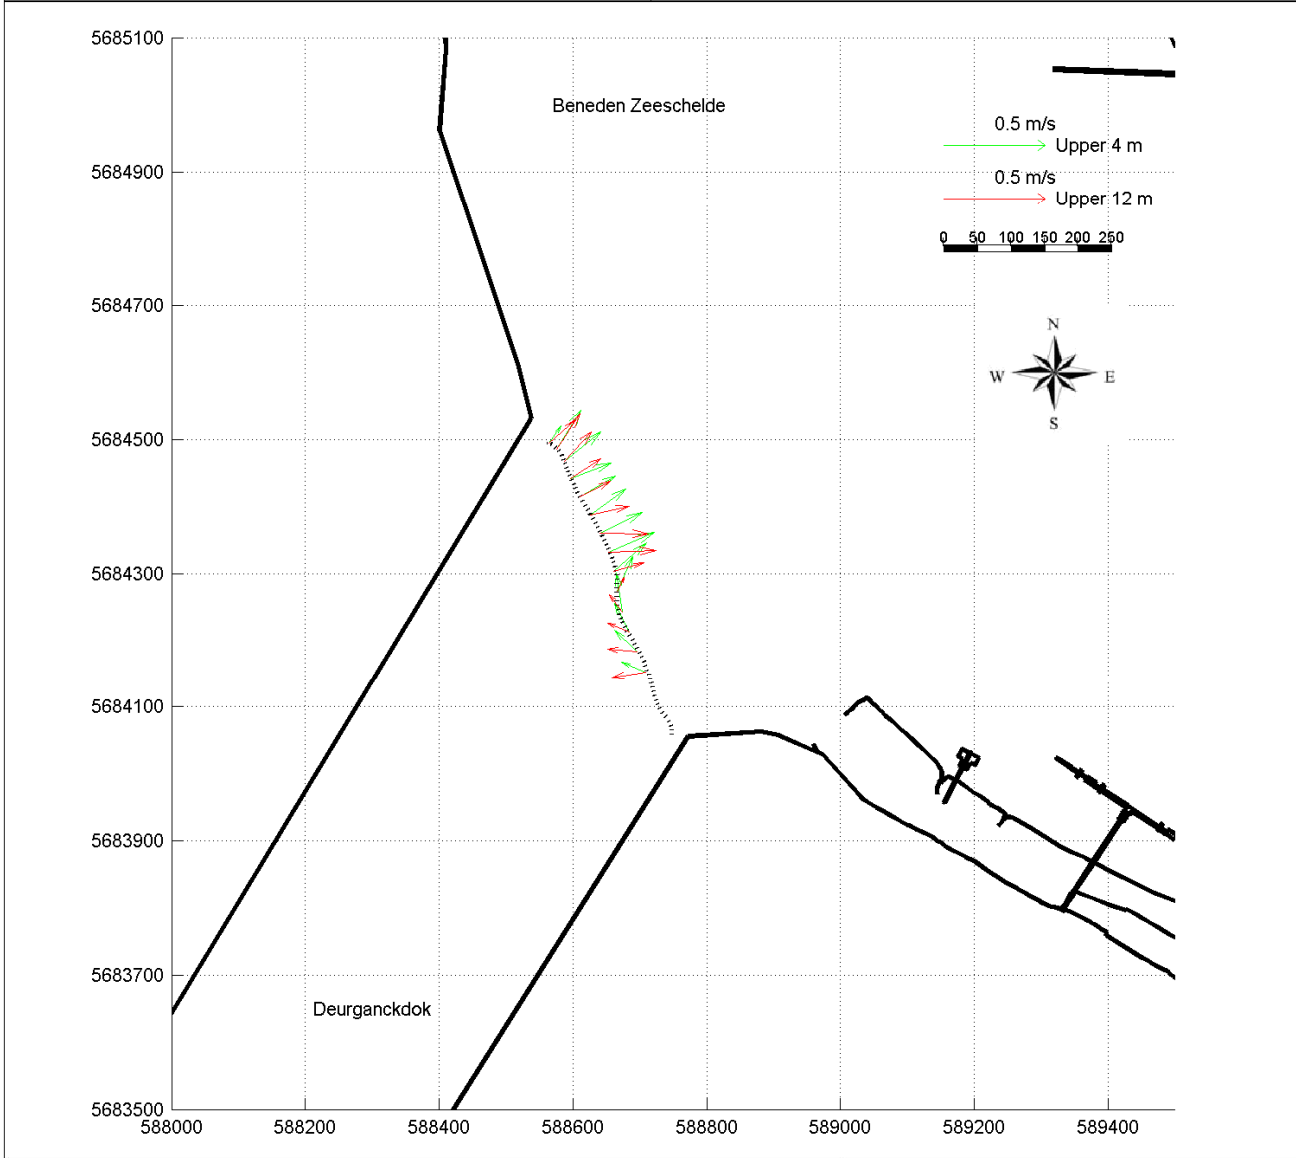 5685100
Beneden Zeeschelde
0.5 m/s
Upper 4 m
5684900
0.5 m/s
Upper 12 m
0 50 100 150 200 250
5684700
N
W E
S
5684500
5684300
5684100
5683900
5683700
Deurganckdok
5683500
588000 588200 588400 588600 588800 589000 589200 589400